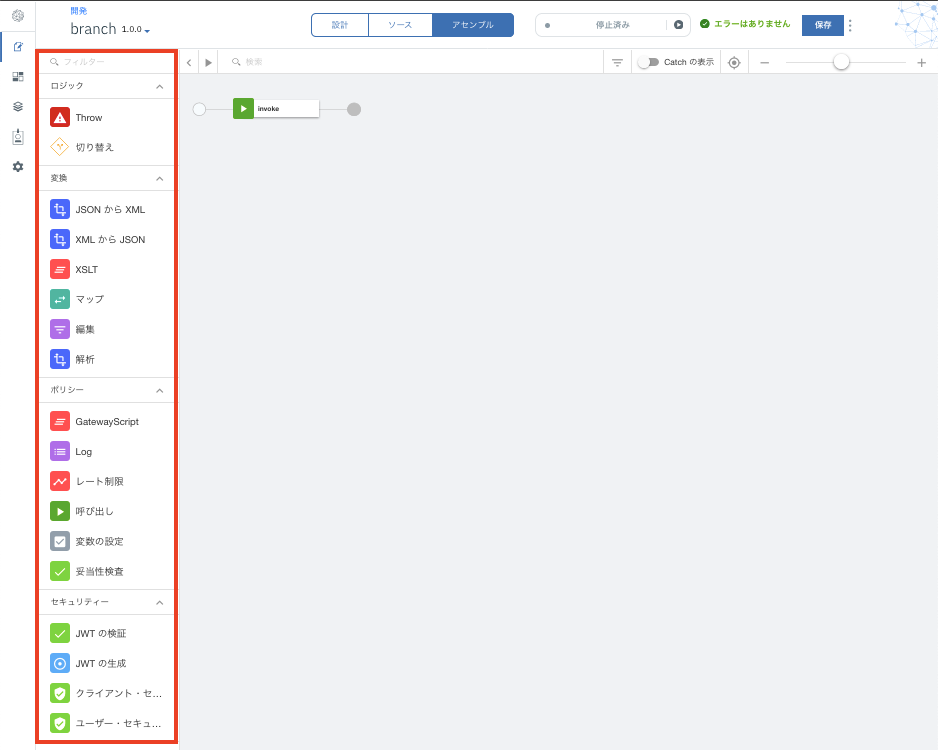 開発
branch 1.0.0
設計
ソース
アセンブル
停止済み
エラーはありません
保存
フィルター
検索
Catch の表示
ロジック
Throw
切り替え
変換
JSON から XML
XML から JSON
XSLT
マップ
編集
解析
ポリシー
GatewayScript
Log
レート制限
呼び出し
変数の設定
妥当性検査
セキュリティー
JWT の検証
JWT の生成
クライアント・セ...
ユーザー・セキュ...
invoke